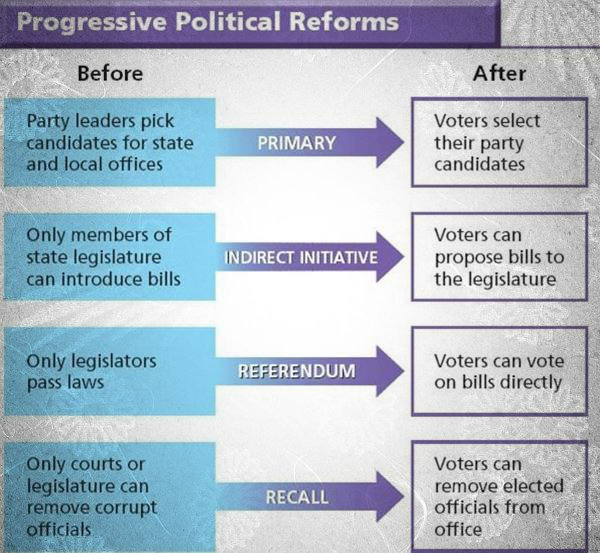 Progressive Political Reforms
Before
After
Party leaders pick
candidates for state
and local offices
PRIMARY
Voters select
their party
candidates
Only members of
state legislature
can introduce bills
INDIRECT INITIATIVE
Voters can
propose bills to
the legislature
Only legislators
pass laws
REFERENDUM
Voters can vote
on bills directly
Only courts or
legislature can
remove corrupt
officials
RECALL
Voters can
remove elected
officials from
office